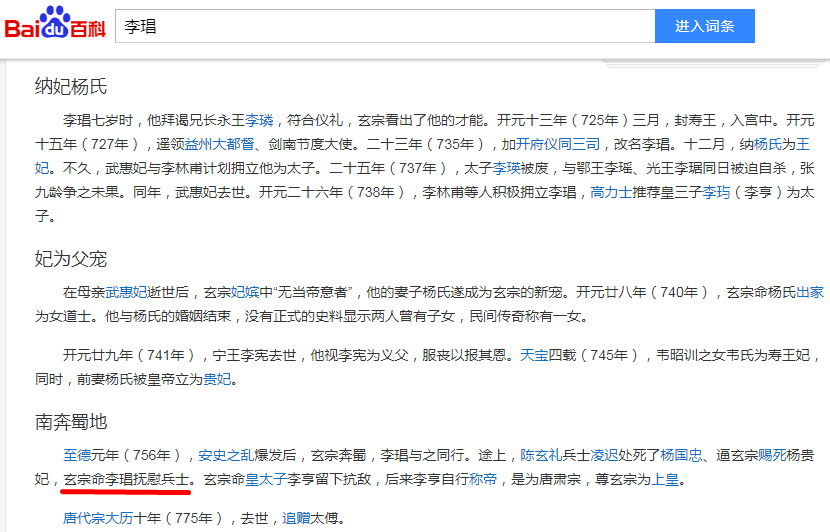 Bai du 百科
李琩
进入词条
纳妃杨氏
李琩七岁时，他拜谒兄长永王李璘，符合仪礼，玄宗看出了他的才能。开元十三年（725年）三月，封寿王，入宫中。开元
十五年（727年），遥领益州大都督、剑南节度大使。二十三年（735年），加开府仪同三司，改名李琩。十二月，纳杨氏为王
妃。不久，武惠妃与李林甫计划拥立他为太子。二十五年（737年），太子李瑛被废，与鄂王李瑶、光王李琚同日被迫自杀，张
九龄争之未果。同年，武惠妃去世。开元二十六年（738年），李林甫等人积极拥立李琩，高力士推荐皇三子李玙（李亨）为太
子。
妃为父宠
在母亲武惠妃逝世后，玄宗妃嫔中“无当帝意者”，他的妻子杨氏遂成为玄宗的新宠。开元廿八年（740年），玄宗命杨氏出家
为女道士。他与杨氏的婚姻结束，没有正式的史料显示两人曾有子女，民间传奇称有一女。
开元廿九年（741年），宁王李宪去世，他视李宪为义父，服丧以报其恩。天宝四载（745年），韦昭训之女韦氏为寿王妃，
同时，前妻杨氏被皇帝立为贵妃。
南奔蜀地
至德元年（756年），安史之乱爆发后，玄宗奔蜀，李琩与之同行。途上，陈玄礼兵士凌迟处死了杨国忠、逼玄宗赐死杨贵
妃，玄宗命李琩抚慰兵士。玄宗命皇太子李亨留下抗敌，后来李亨自行称帝，是为唐肃宗，尊玄宗为上皇。
唐代宗大历十年（775年），去世，追赠太傅。